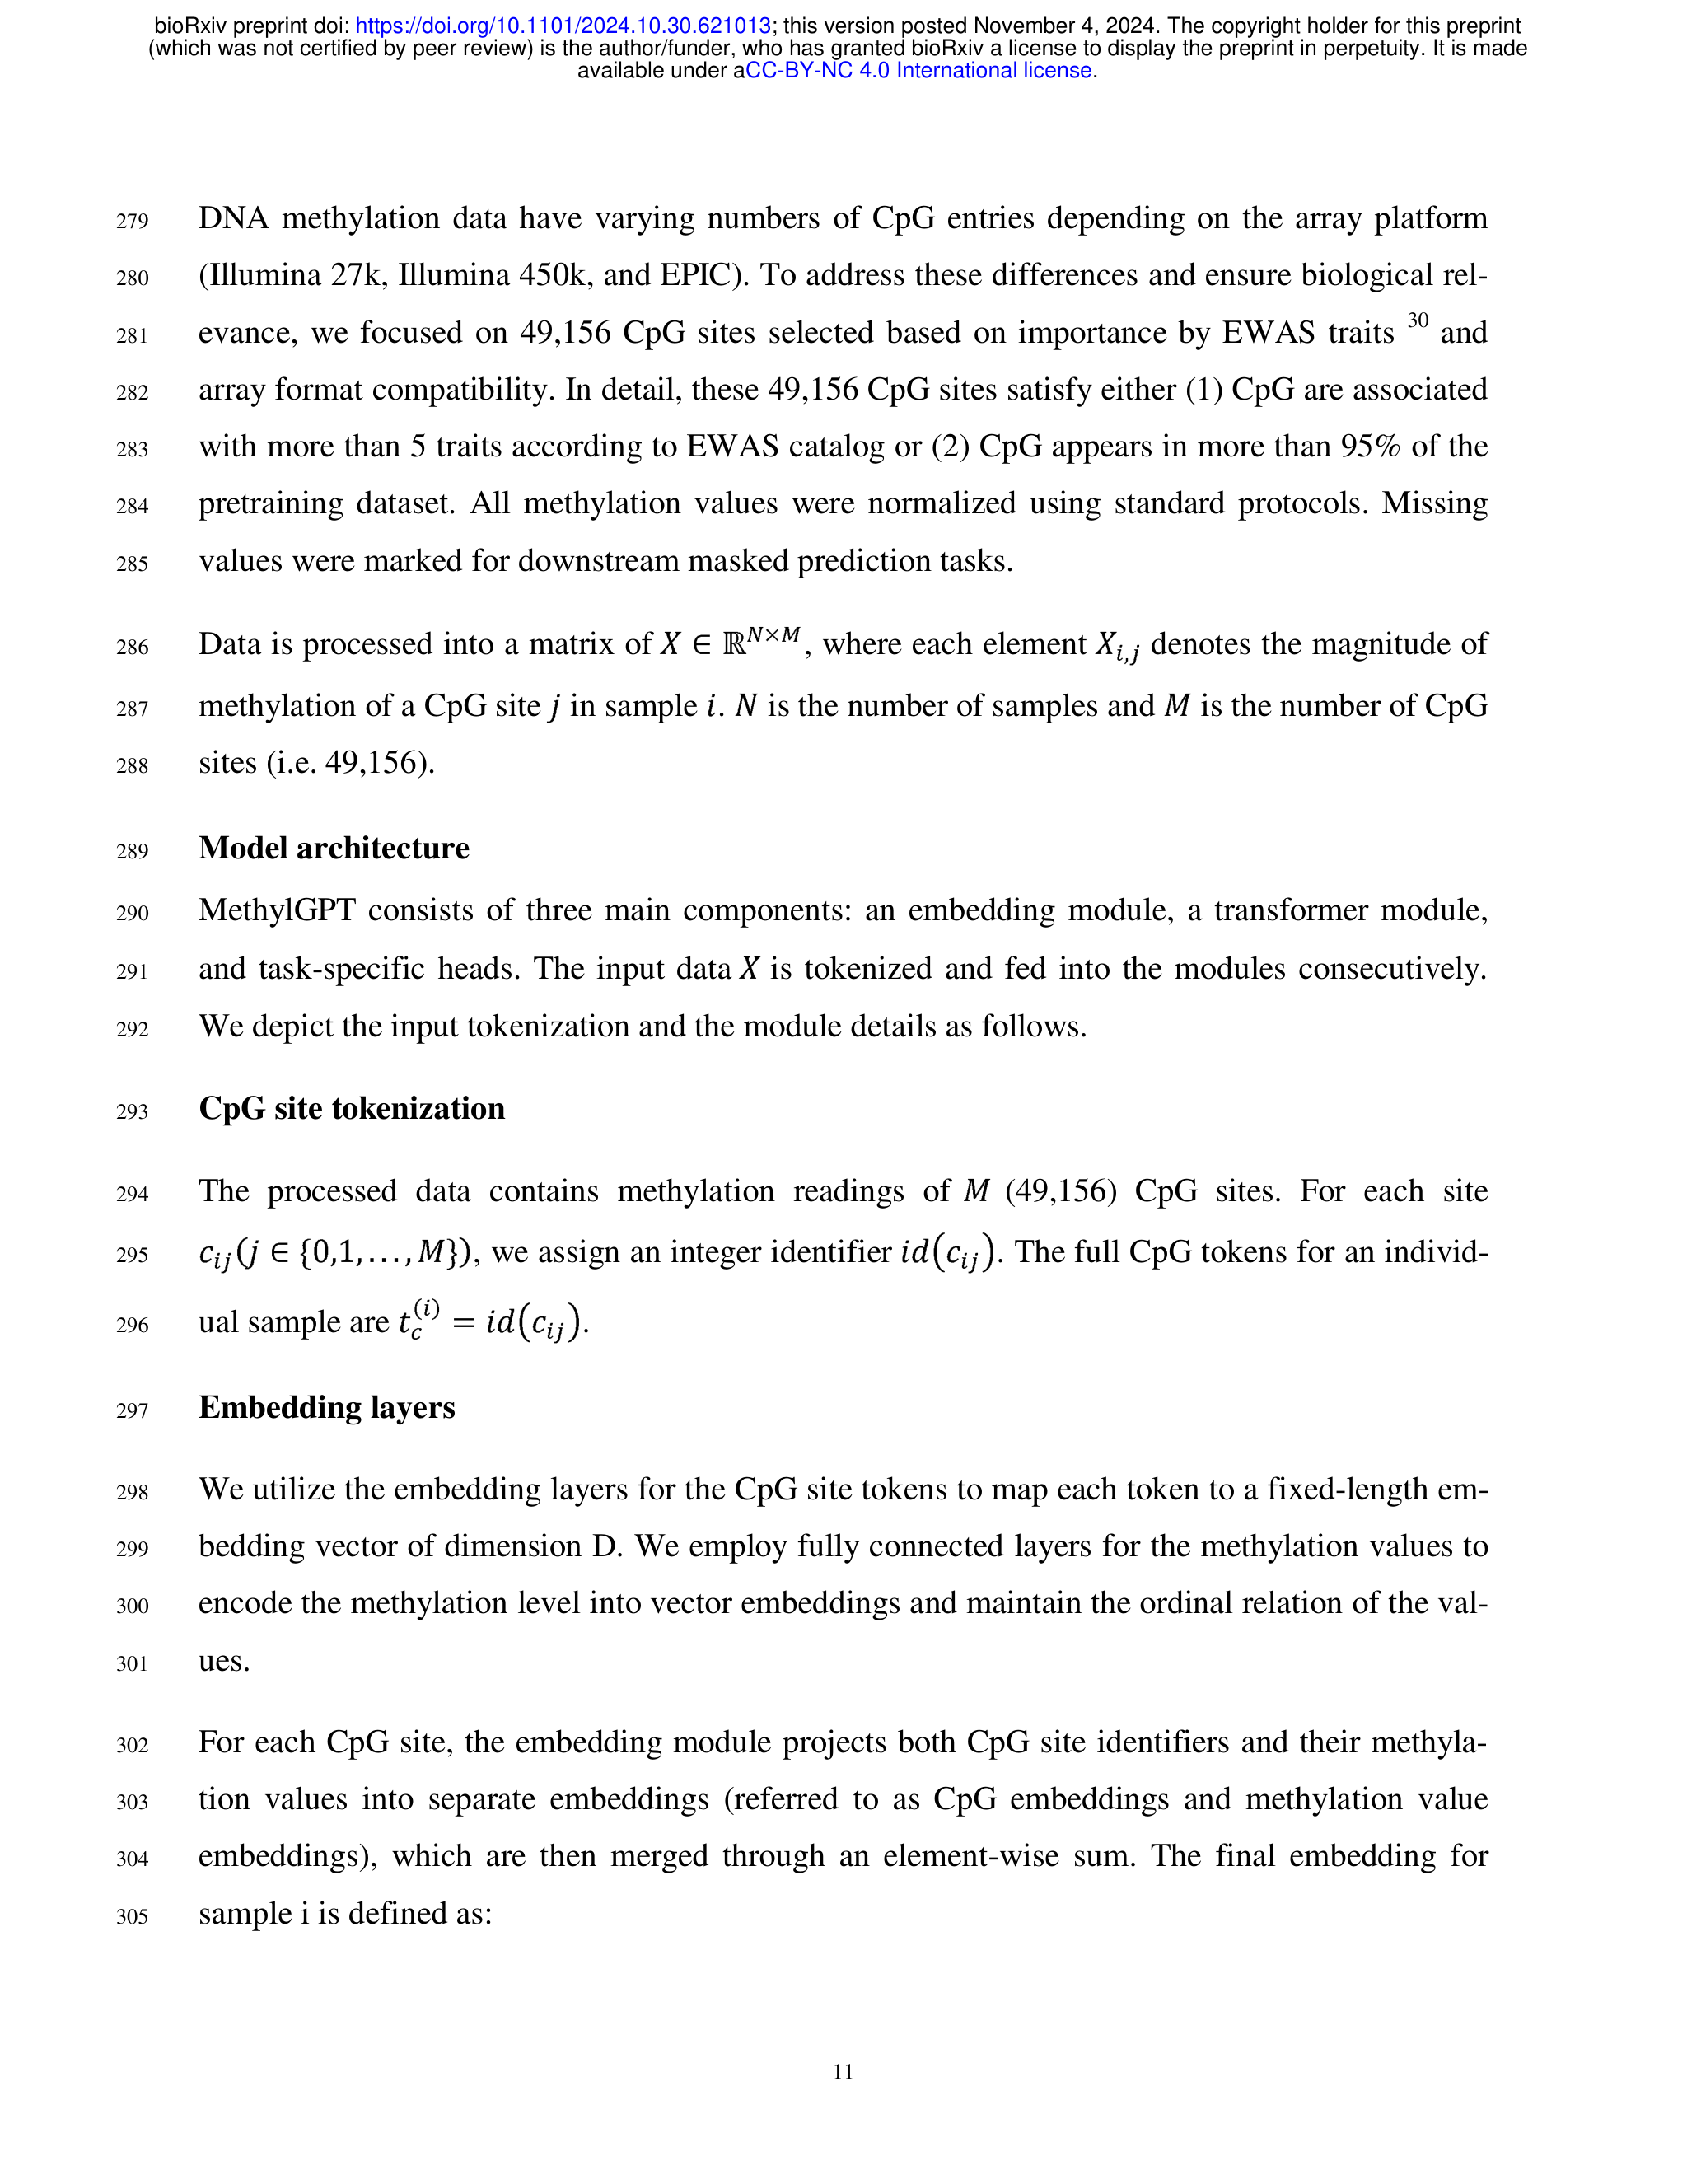 bioRxiv preprint doi: https://doi.org/10.1101/2024.10.30.621013; this version posted November 4, 2024. The copyright holder for this preprint
(which was not certified by peer review) is the author/funder, who has granted bioRxiv a license to display the preprint in perpetuity. It is made
available under aCC-BY-NC 4.0 International license.
279 DNA methylation data have varying numbers of CpG entries depending on the array platform
280 (Illumina 27k, Illumina 450k, and EPIC). To address these differences and ensure biological rel-
281 evance, we focused on 49,156 CpG sites selected based on importance by EWAS traits ³⁰ and
282 array format compatibility. In detail, these 49,156 CpG sites satisfy either (1) CpG are associated
283 with more than 5 traits according to EWAS catalog or (2) CpG appears in more than 95% of the
284 pretraining dataset. All methylation values were normalized using standard protocols. Missing
285 values were marked for downstream masked prediction tasks.
286 Data is processed into a matrix of $X \in \mathbb{R}^{N \times M}$, where each element $X_{i,j}$ denotes the magnitude of
287 methylation of a CpG site $j$ in sample $i$. $N$ is the number of samples and $M$ is the number of CpG
288 sites (i.e. 49,156).
289 Model architecture
290 MethylGPT consists of three main components: an embedding module, a transformer module,
291 and task-specific heads. The input data $X$ is tokenized and fed into the modules consecutively.
292 We depict the input tokenization and the module details as follows.
293 CpG site tokenization
294 The processed data contains methylation readings of $M$ (49,156) CpG sites. For each site
295 $c_{ij}(j \in \{0,1,\ldots,M\})$, we assign an integer identifier $id(c_{ij})$. The full CpG tokens for an individ-
296 ual sample are $t_c^{(i)} = id(c_{ij})$.
297 Embedding layers
298 We utilize the embedding layers for the CpG site tokens to map each token to a fixed-length em-
299 bedding vector of dimension D. We employ fully connected layers for the methylation values to
300 encode the methylation level into vector embeddings and maintain the ordinal relation of the val-
301 ues.
302 For each CpG site, the embedding module projects both CpG site identifiers and their methyla-
303 tion values into separate embeddings (referred to as CpG embeddings and methylation value
304 embeddings), which are then merged through an element-wise sum. The final embedding for
305 sample i is defined as:
11